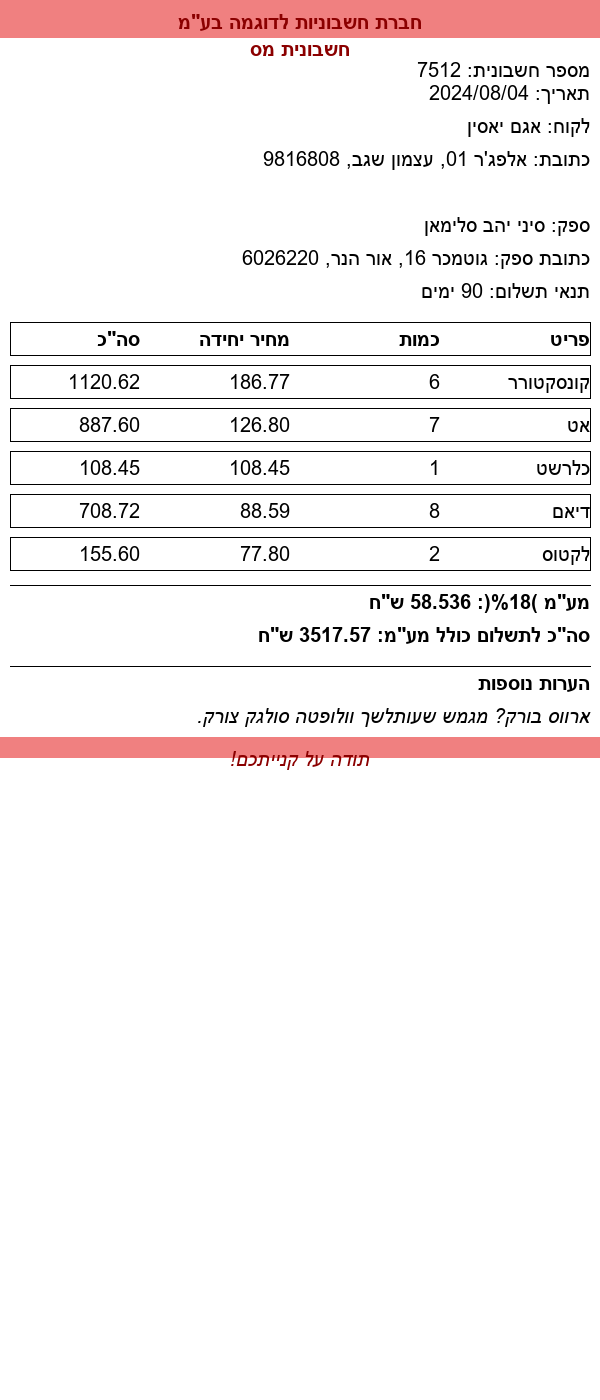 חברת חשבוניות לדוגמה בע"מ
חשבונית מס
מספר חשבונית: 7512
תאריך: 2024/08/04
לקוח: אגם יאסין
כתובת: אלפג'ר 01, עצמון שגב, 9816808
ספק: סיני יהב סלימאן
כתובת ספק: גוטמכר 16, אור הנר, 6026220
תנאי תשלום: 90 ימים
פריט כמות מחיר יחידה סה"כ
קונסקטורר 6 186.77 1120.62
אט 7 126.80 887.60
כלרשט 1 108.45 108.45
דיאם 8 88.59 708.72
לקטוס 2 77.80 155.60
מע"מ )18%(: 58.536 ש"ח
סה"כ לתשלום כולל מע"מ: 3517.57 ש"ח
הערות נוספות
ארווס בורק? מגמש שעותלשך וולופטה סולגק צורק.
תודה על קנייתכם!